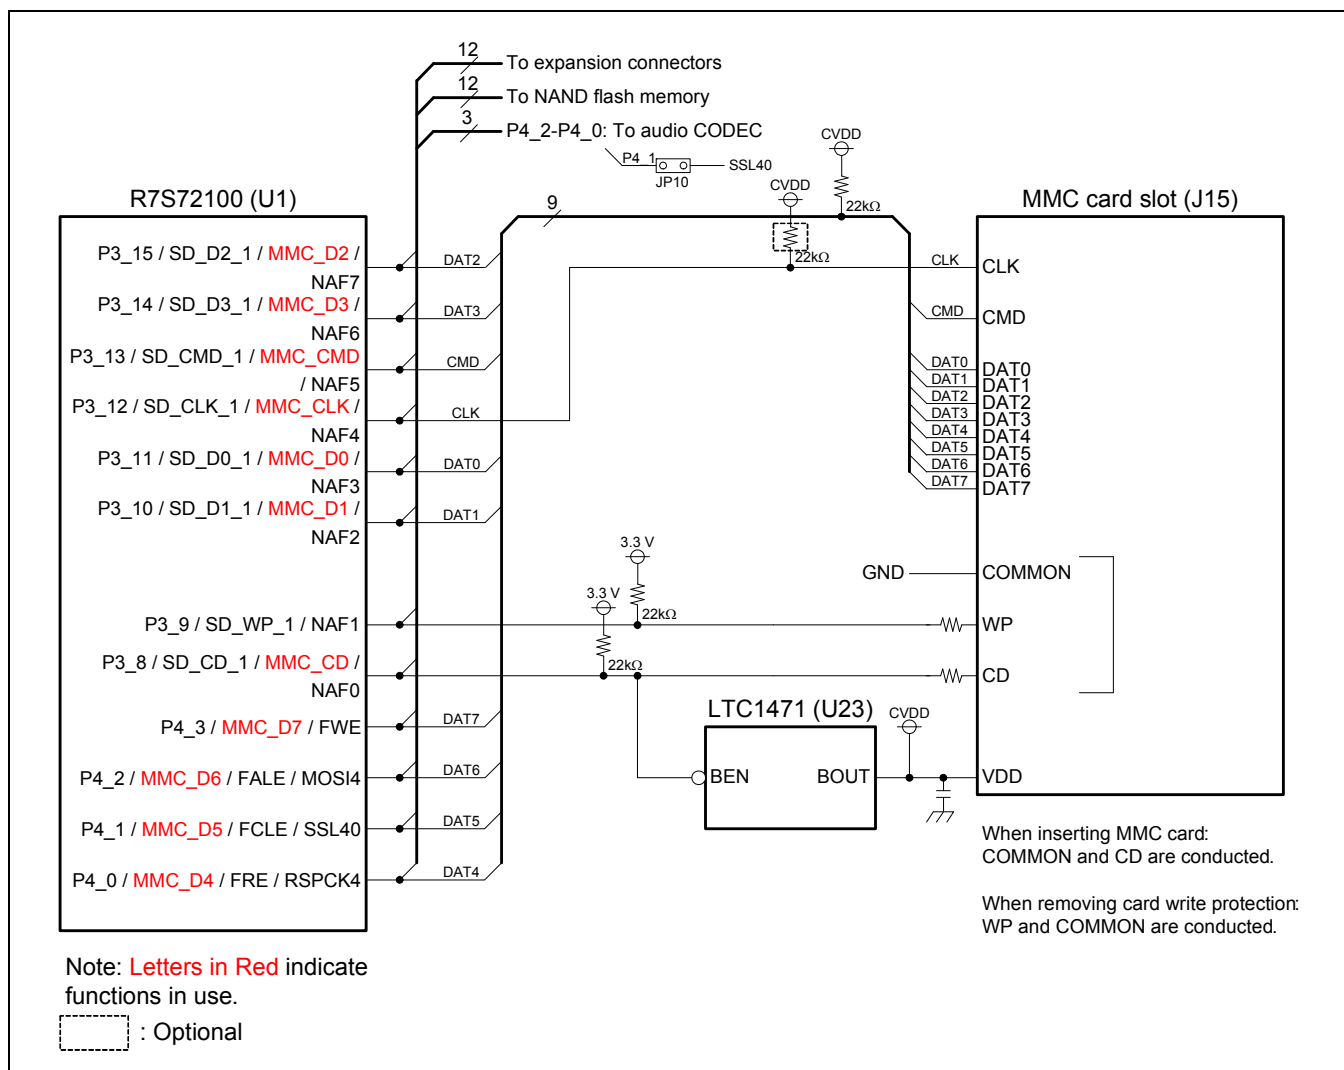 12
To expansion connectors
12
To NAND flash memory
3
P4_2-P4_0: To audio CODEC
P4_1
SSL40
JP10
CVDD
CVDD
22kΩ
22kΩ
9
R7S72100 (U1)
MMC card slot (J15)
P3_15 / SD_D2_1 / MMC_D2 /
NAF7
DAT2
P3_14 / SD_D3_1 / MMC_D3 /
NAF6
DAT3
P3_13 / SD_CMD_1 / MMC_CMD
/ NAF5
CMD
P3_12 / SD_CLK_1 / MMC_CLK /
NAF4
CLK
P3_11 / SD_D0_1 / MMC_D0 /
NAF3
DAT0
P3_10 / SD_D1_1 / MMC_D1 /
NAF2
DAT1
P3_9 / SD_WP_1 / NAF1
P3_8 / SD_CD_1 / MMC_CD /
NAF0
P4_3 / MMC_D7 / FWE
DAT7
P4_2 / MMC_D6 / FALE / MOSI4
DAT6
P4_1 / MMC_D5 / FCLE / SSL40
DAT5
P4_0 / MMC_D4 / FRE / RSPCK4
DAT4
CLK
CLK
CMD
CMD
DAT0
DAT0
DAT1
DAT1
DAT2
DAT2
DAT3
DAT3
DAT4
DAT4
DAT5
DAT5
DAT6
DAT6
DAT7
DAT7
3.3 V
22kΩ
3.3 V
22kΩ
GND
COMMON
WP
CD
LTC1471 (U23)
BEN
BOUT
CVDD
VDD
When inserting MMC card:
COMMON and CD are conducted.
When removing card write protection:
WP and COMMON are conducted.
Note: Letters in Red indicate
functions in use.
: Optional